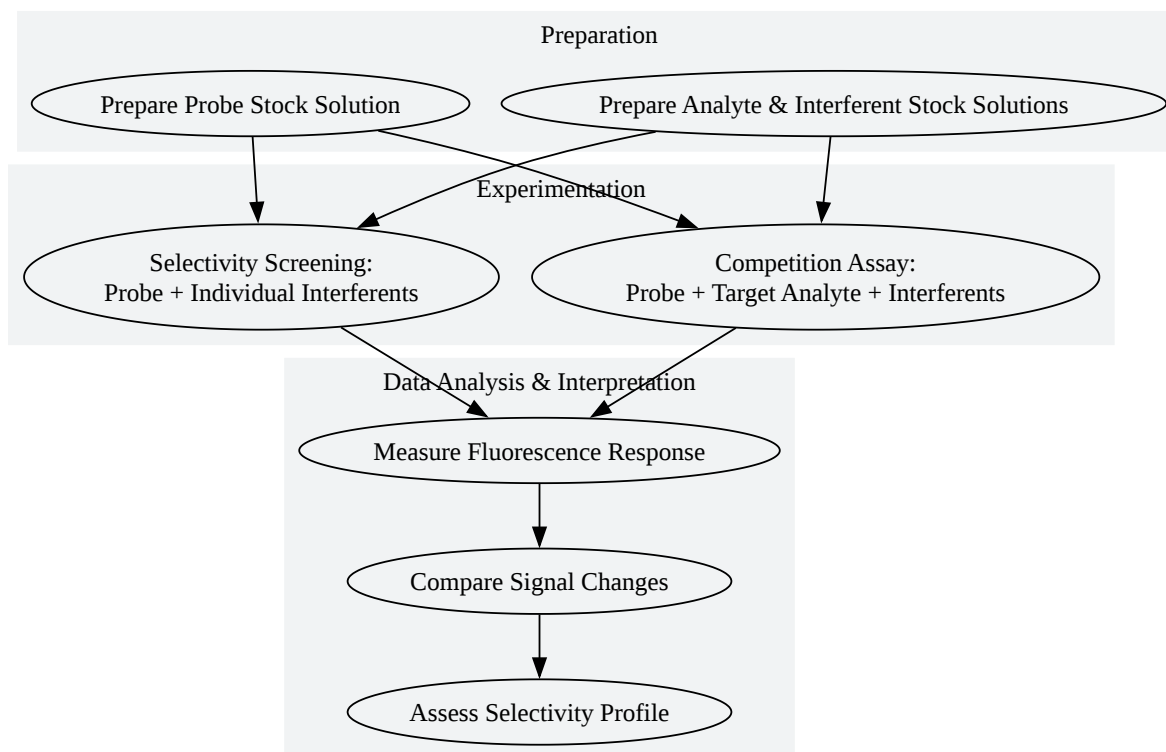 Preparation
Prepare Probe Stock Solution
Prepare Analyte & Interferent Stock Solutions
Experimentation
Selectivity Screening:
Probe + Individual Interferents
Competition Assay:
Probe + Target Analyte + Interferents
Data Analysis & Interpretation
Measure Fluorescence Response
Compare Signal Changes
Assess Selectivity Profile